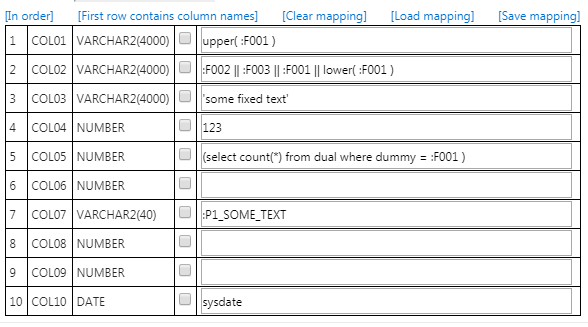 [In order] [First row contains column names] [Clear mapping] [Load mapping] [Save mapping]
1 COL01 VARCHAR2(4000) upper( :F001 )
2 COL02 VARCHAR2(4000) :F002 || :F003 || :F001 || lower( :F001 )
3 COL03 VARCHAR2(4000) 'some fixed text'
4 COL04 NUMBER 123
5 COL05 NUMBER (select count(*) from dual where dummy = :F001 )
6 COL06 NUMBER
7 COL07 VARCHAR2(40) :P1_SOME_TEXT
8 COL08 NUMBER
9 COL09 NUMBER
10 COL10 DATE sysdate